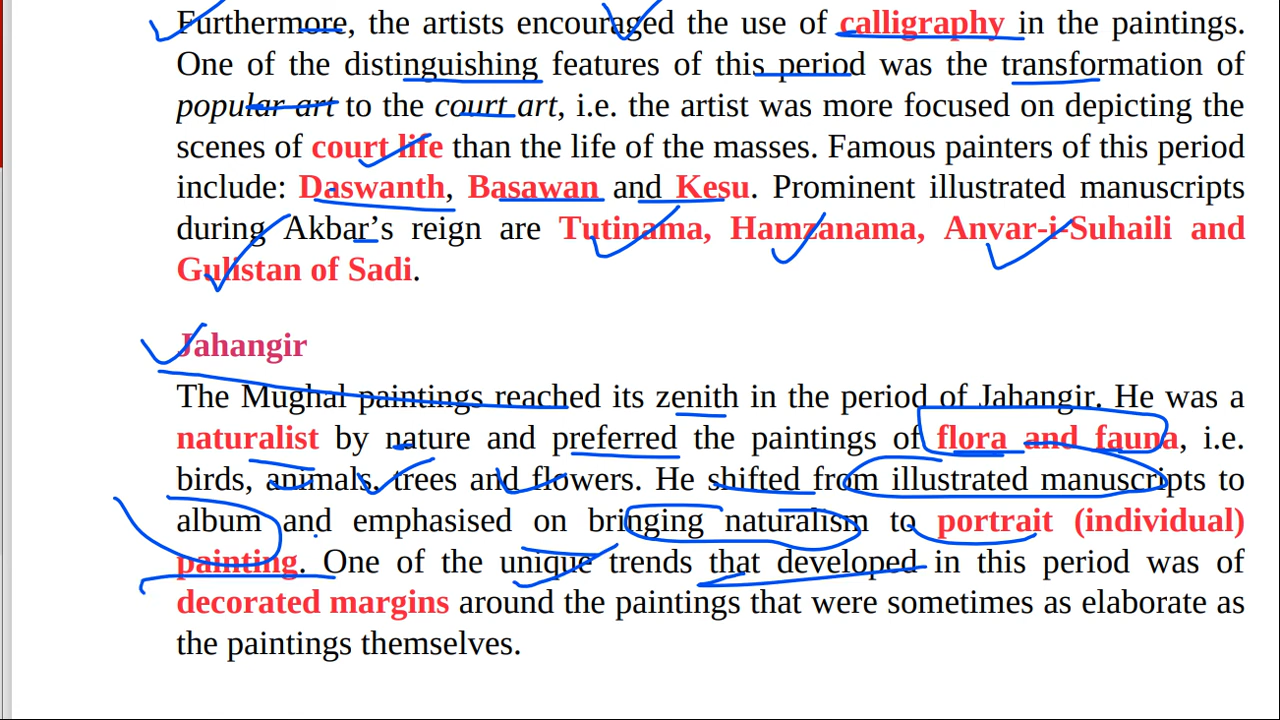 Furthermore, the artists encouraged the use of calligraphy in the paintings.
One of the distinguishing features of this period was the transformation of
popular art to the court art, i.e. the artist was more focused on depicting the
scenes of court life than the life of the masses. Famous painters of this period
include: Daswanth, Basawan and Kesu. Prominent illustrated manuscripts
during Akbar’s reign are Tutinama, Hamzanama, Anvar-i-Suhaili and
Gulistan of Sadi.
Jahangir
The Mughal paintings reached its zenith in the period of Jahangir. He was a
naturalist by nature and preferred the paintings of flora and fauna, i.e.
birds, animals, trees and flowers. He shifted from illustrated manuscripts to
album and emphasised on bringing naturalism to portrait (individual)
painting. One of the unique trends that developed in this period was of
decorated margins around the paintings that were sometimes as elaborate as
the paintings themselves.